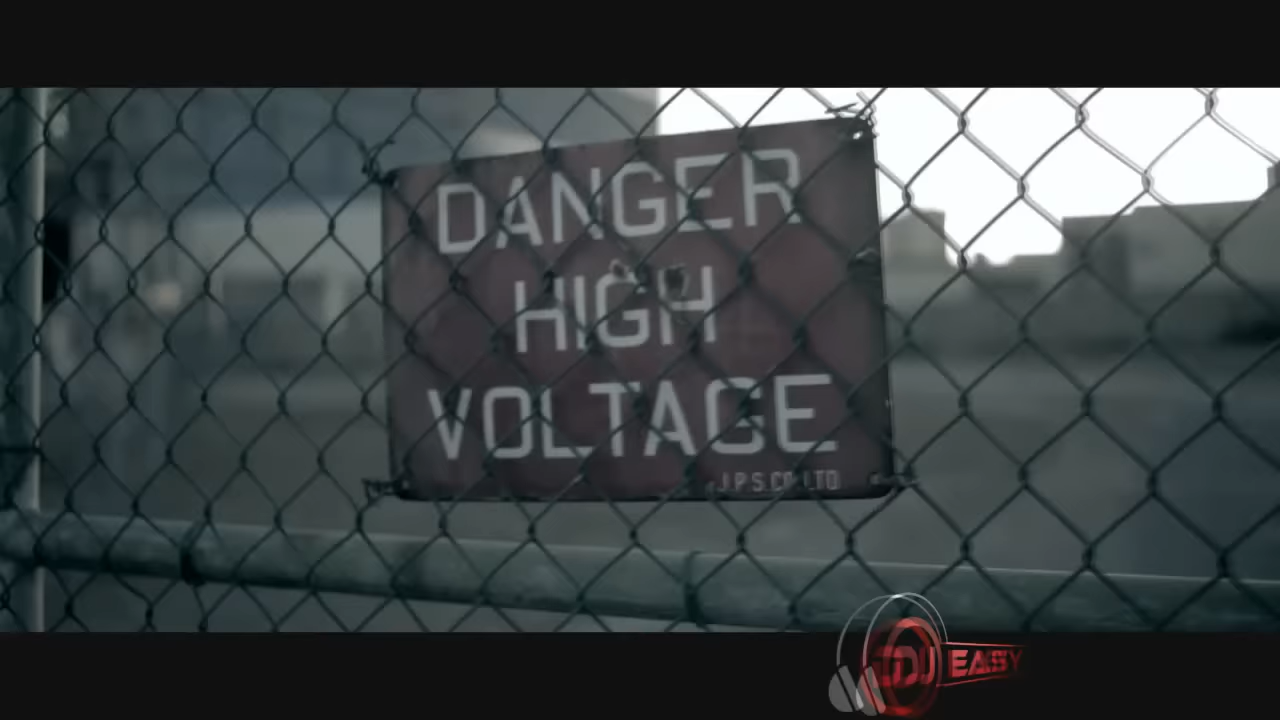 DANGER
HIGH
VOLTAGE
J.P.S.CO. LTD
DJ EASY